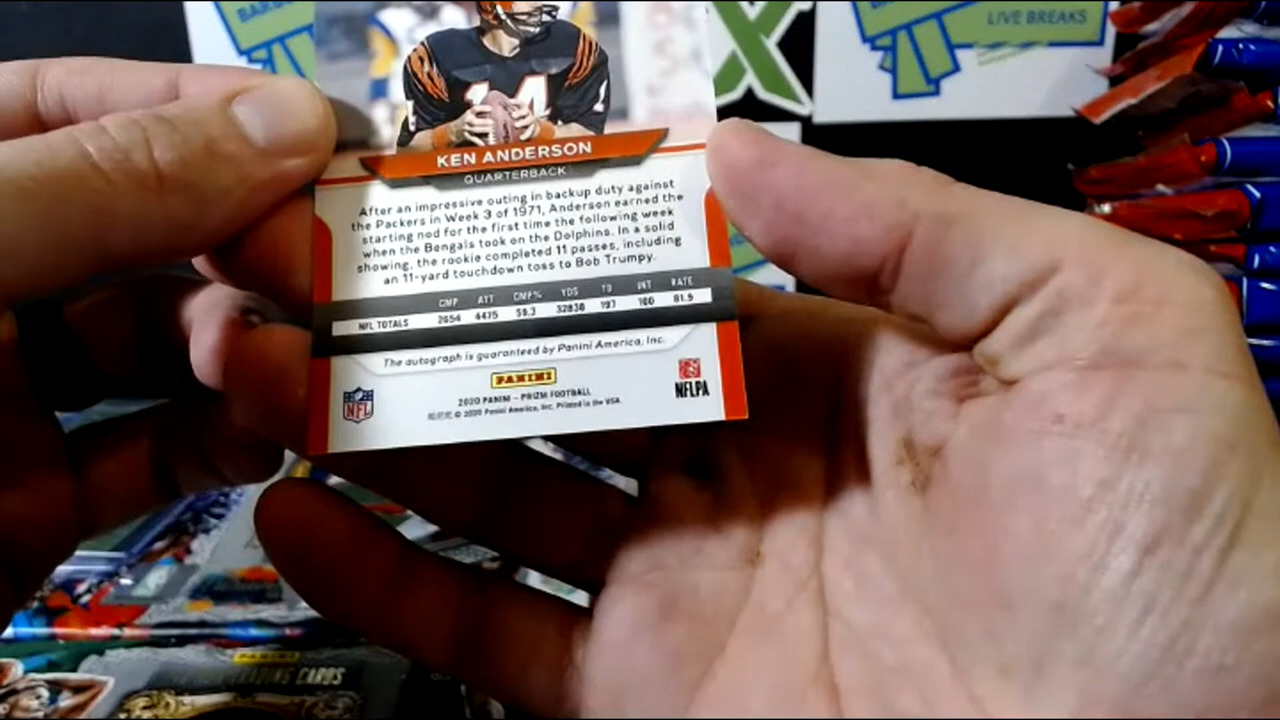 LIVE BREAKS
14
1
KEN ANDERSON
QUARTERBACK
After an impressive outing in backup duty against
the Packers in Week 3 of 1971, Anderson earned the
starting nod for the first time the following week
when the Bengals took on the Dolphins. In a solid
showing, the rookie completed 11 passes, including
an 11-yard touchdown toss to Bob Trumpy.
CMP ATT CMP% YDS TD INT RATE
NFL TOTALS 2654 4475 59.3 32838 197 160 81.9
The autograph is guaranteed by Panini America, Inc.
PANINI
NFL
NFLPA
2020 PANINI – PRIZM FOOTBALL
© 2020 Panini America, Inc. Printed in the USA.
PANINI
TRADING CARDS